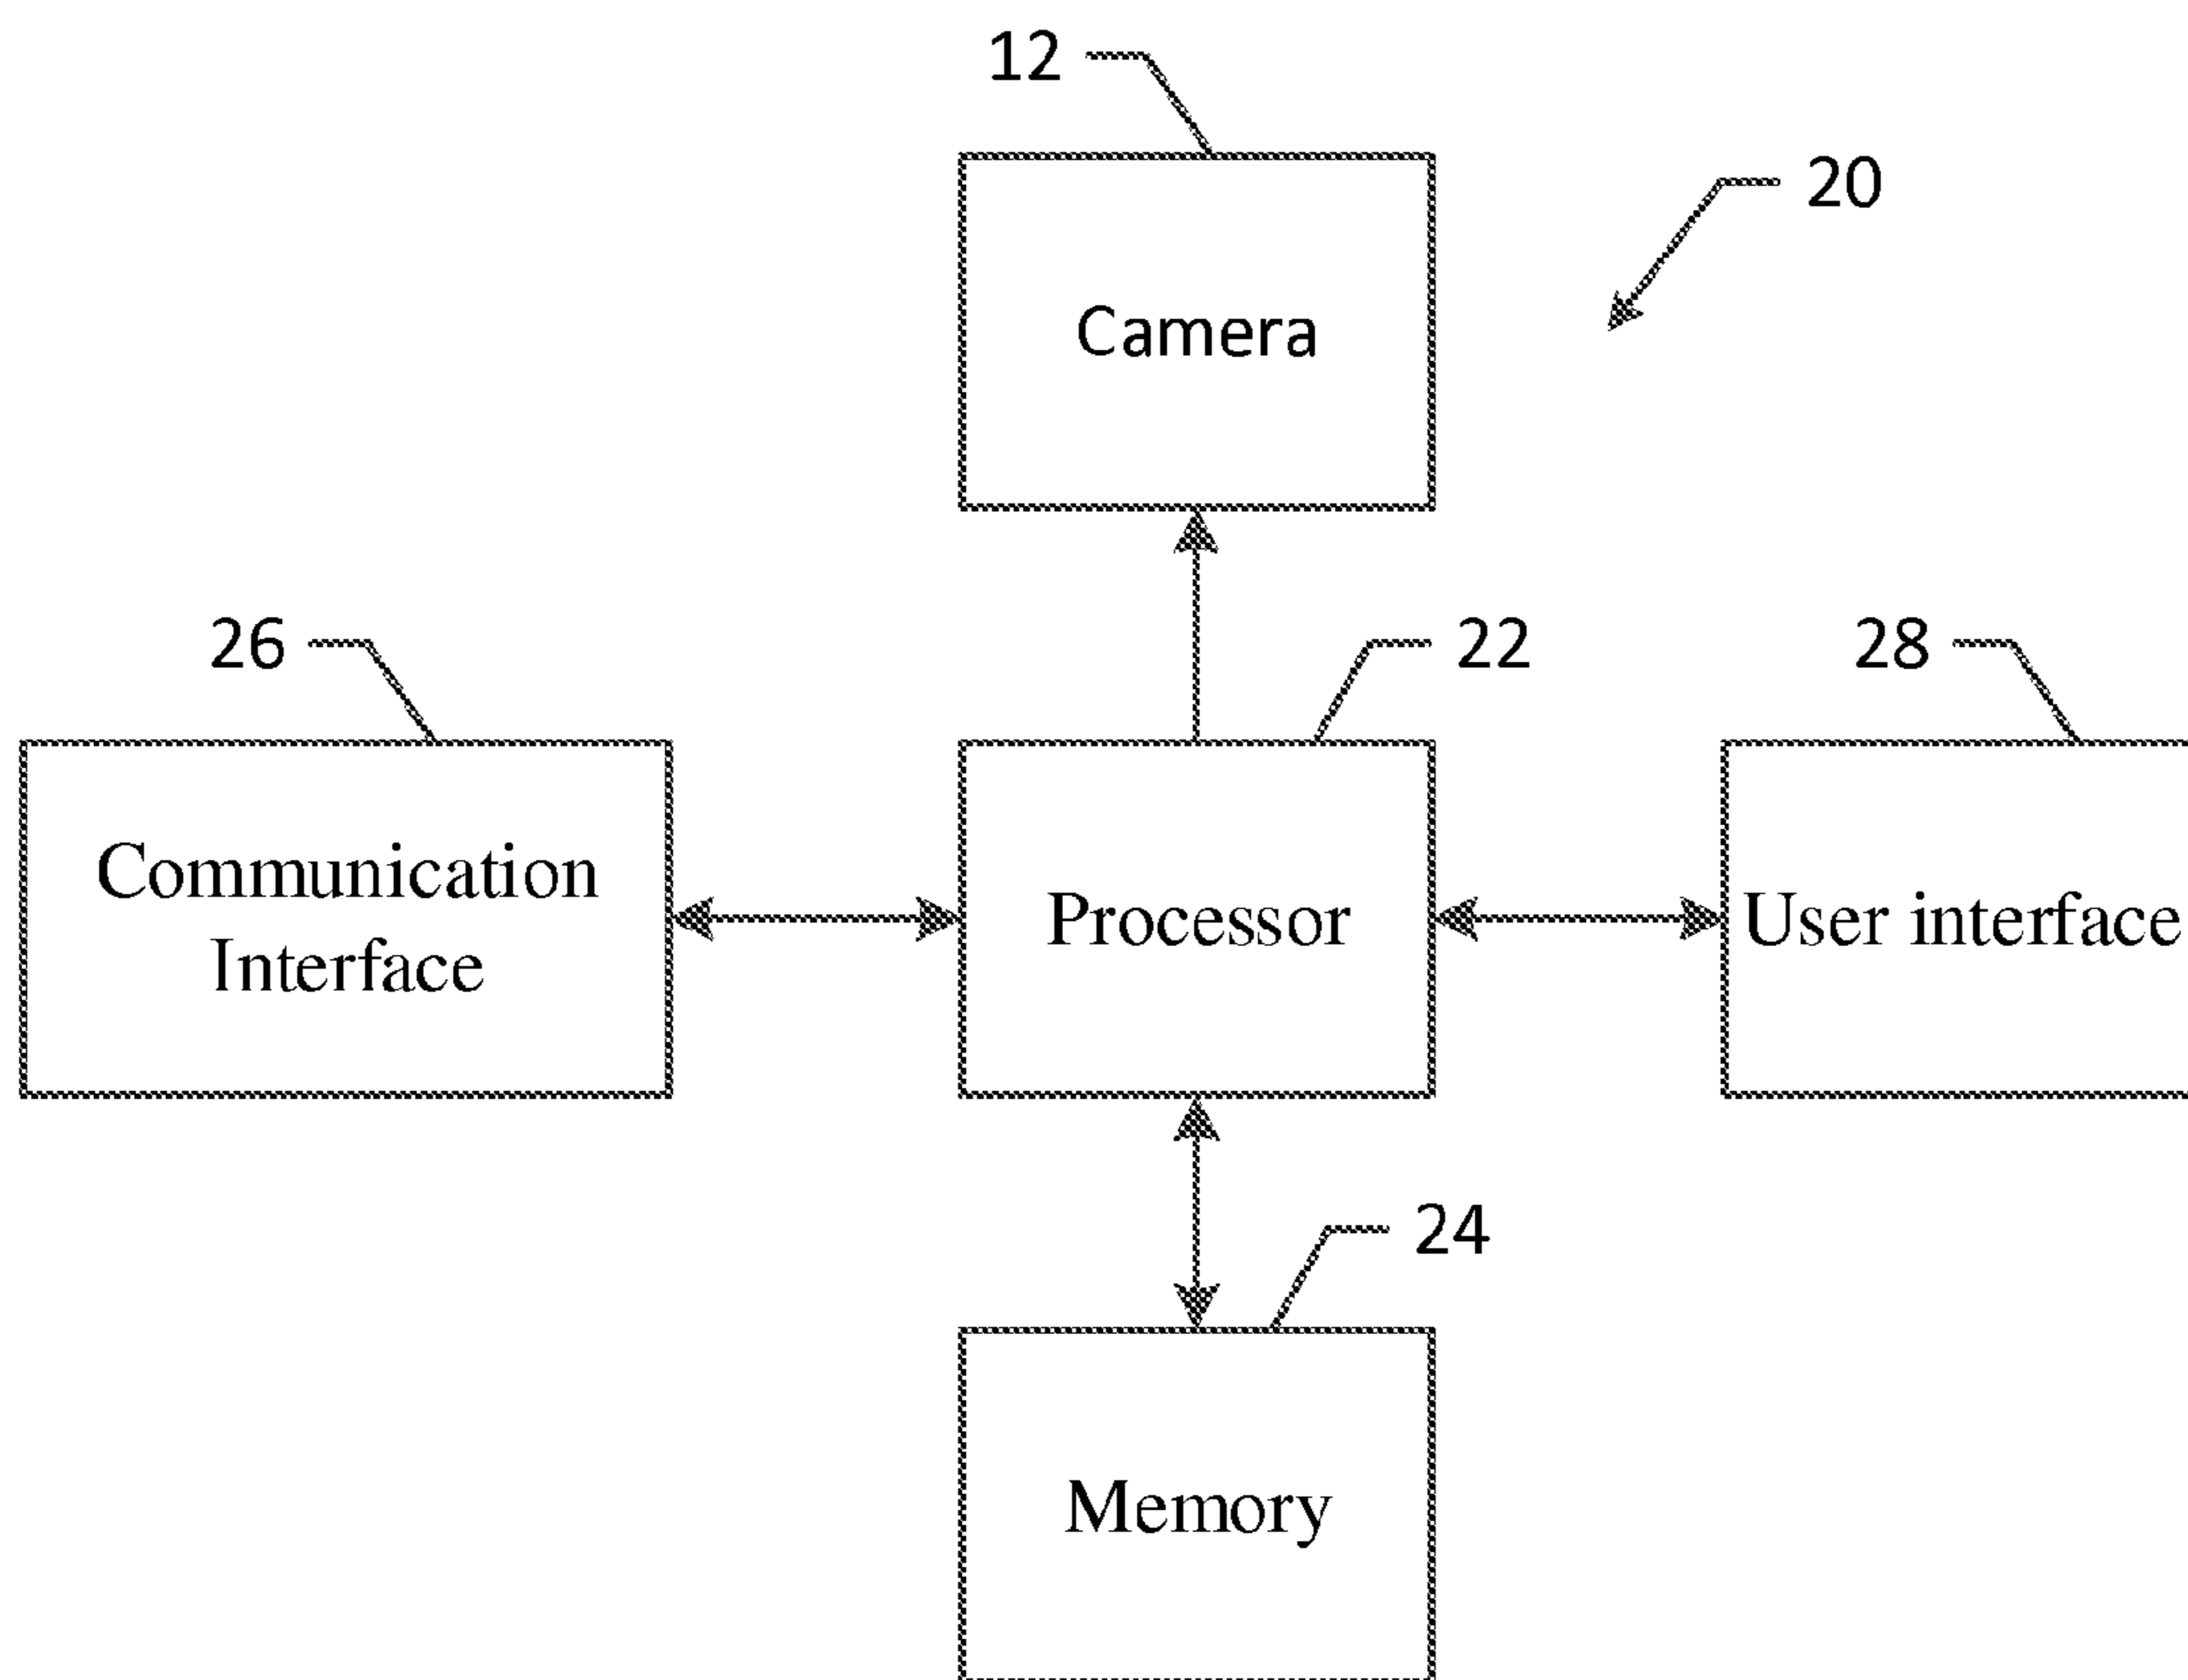 12
20
Camera
26
22
28
Communication
Interface
Processor
User interface
24
Memory